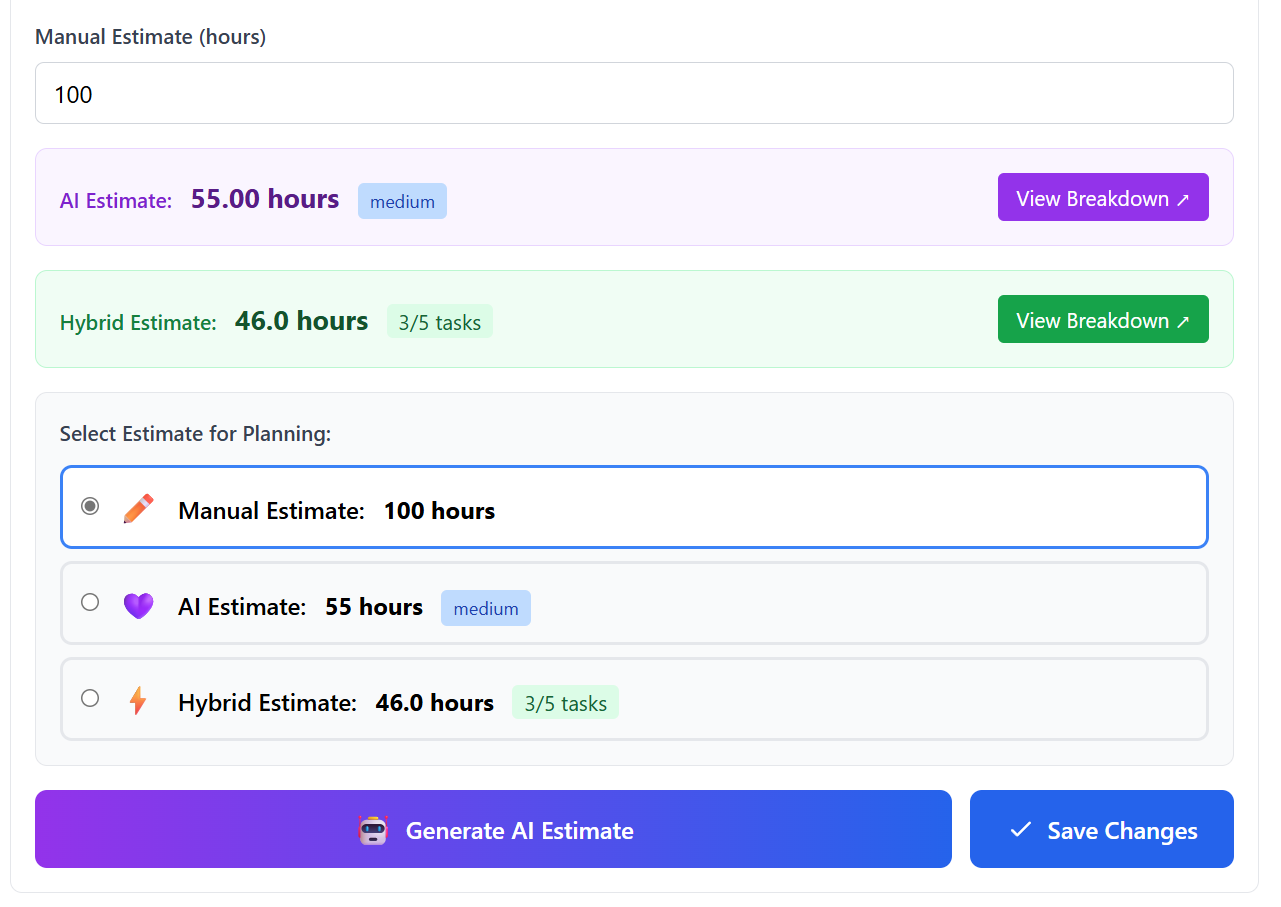 Manual Estimate (hours)
100
AI Estimate: 55.00 hours medium View Breakdown ↗
Hybrid Estimate: 46.0 hours 3/5 tasks View Breakdown ↗
Select Estimate for Planning:
Manual Estimate: 100 hours
AI Estimate: 55 hours medium
Hybrid Estimate: 46.0 hours 3/5 tasks
Generate AI Estimate ✓ Save Changes